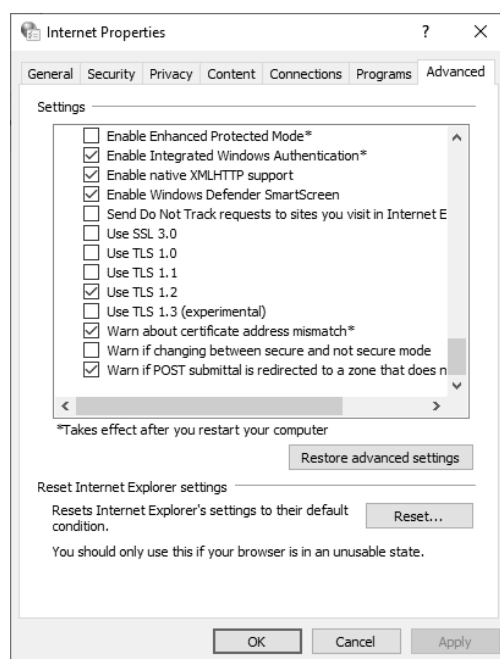 Internet Properties
?
General Security Privacy Content Connections Programs Advanced
Settings
Enable Enhanced Protected Mode*
Enable Integrated Windows Authentication*
Enable native XMLHTTP support
Enable Windows Defender SmartScreen
Send Do Not Track requests to sites you visit in Internet E
Use SSL 3.0
Use TLS 1.0
Use TLS 1.1
Use TLS 1.2
Use TLS 1.3 (experimental)
Warn about certificate address mismatch*
Warn if changing between secure and not secure mode
Warn if POST submittal is redirected to a zone that does n
*Takes effect after you restart your computer
Restore advanced settings
Reset Internet Explorer settings
Resets Internet Explorer's settings to their default
condition.
Reset...
You should only use this if your browser is in an unusable state.
OK Cancel Apply